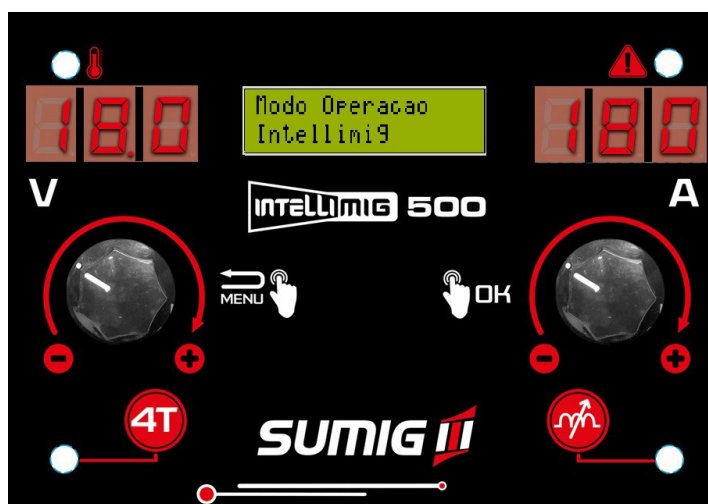 18.0
Modo Operacao
Intellimig
180
V
A
INTELLIMIG 500
MENU
OK
4T
SUMIG